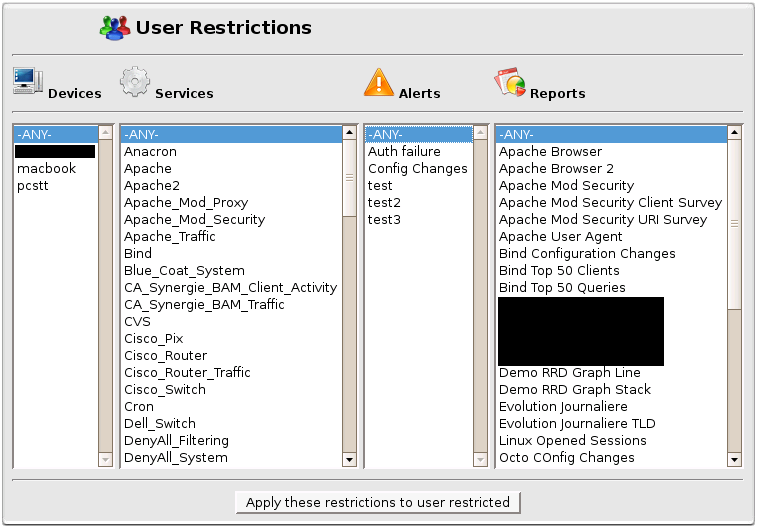 User Restrictions
Devices
Services
Alerts
Reports
-ANY-
macbook
pcstt
-ANY-
Anacron
Apache
Apache2
Apache_Mod_Proxy
Apache_Mod_Security
Apache_Traffic
Bind
Blue_Coat_System
CA_Synergie_BAM_Client_Activity
CA_Synergie_BAM_Traffic
CVS
Cisco_Pix
Cisco_Router
Cisco_Router_Traffic
Cisco_Switch
Cron
Dell_Switch
DenyAll_Filtering
DenyAll_System
-ANY-
Auth failure
Config Changes
test
test2
test3
-ANY-
Apache Browser
Apache Browser 2
Apache Mod Security
Apache Mod Security Client Survey
Apache Mod Security URI Survey
Apache User Agent
Bind Configuration Changes
Bind Top 50 Clients
Bind Top 50 Queries
Demo RRD Graph Line
Demo RRD Graph Stack
Evolution Journaliere
Evolution Journaliere TLD
Linux Opened Sessions
Octo COnfig Changes
Apply these restrictions to user restricted